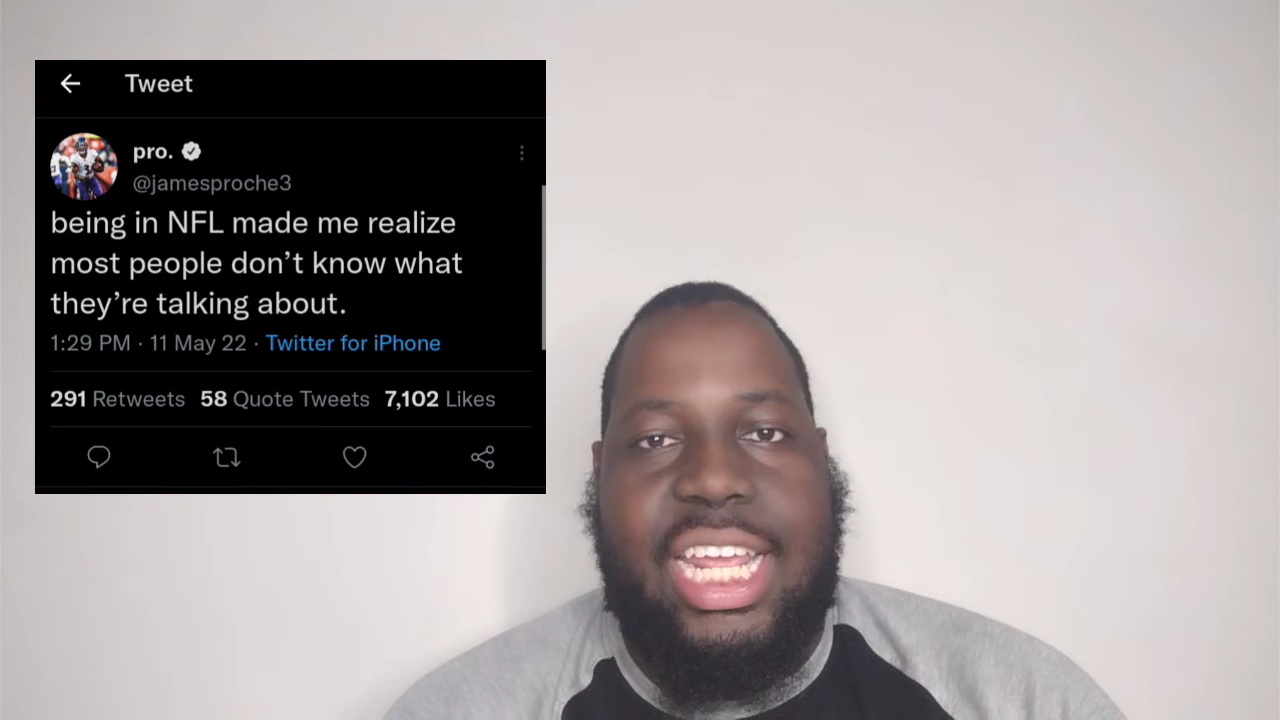 Tweet
pro.
@jamesproche3
being in NFL made me realize
most people don’t know what
they’re talking about.
1:29 PM · 11 May 22 · Twitter for iPhone
291 Retweets 58 Quote Tweets 7,102 Likes